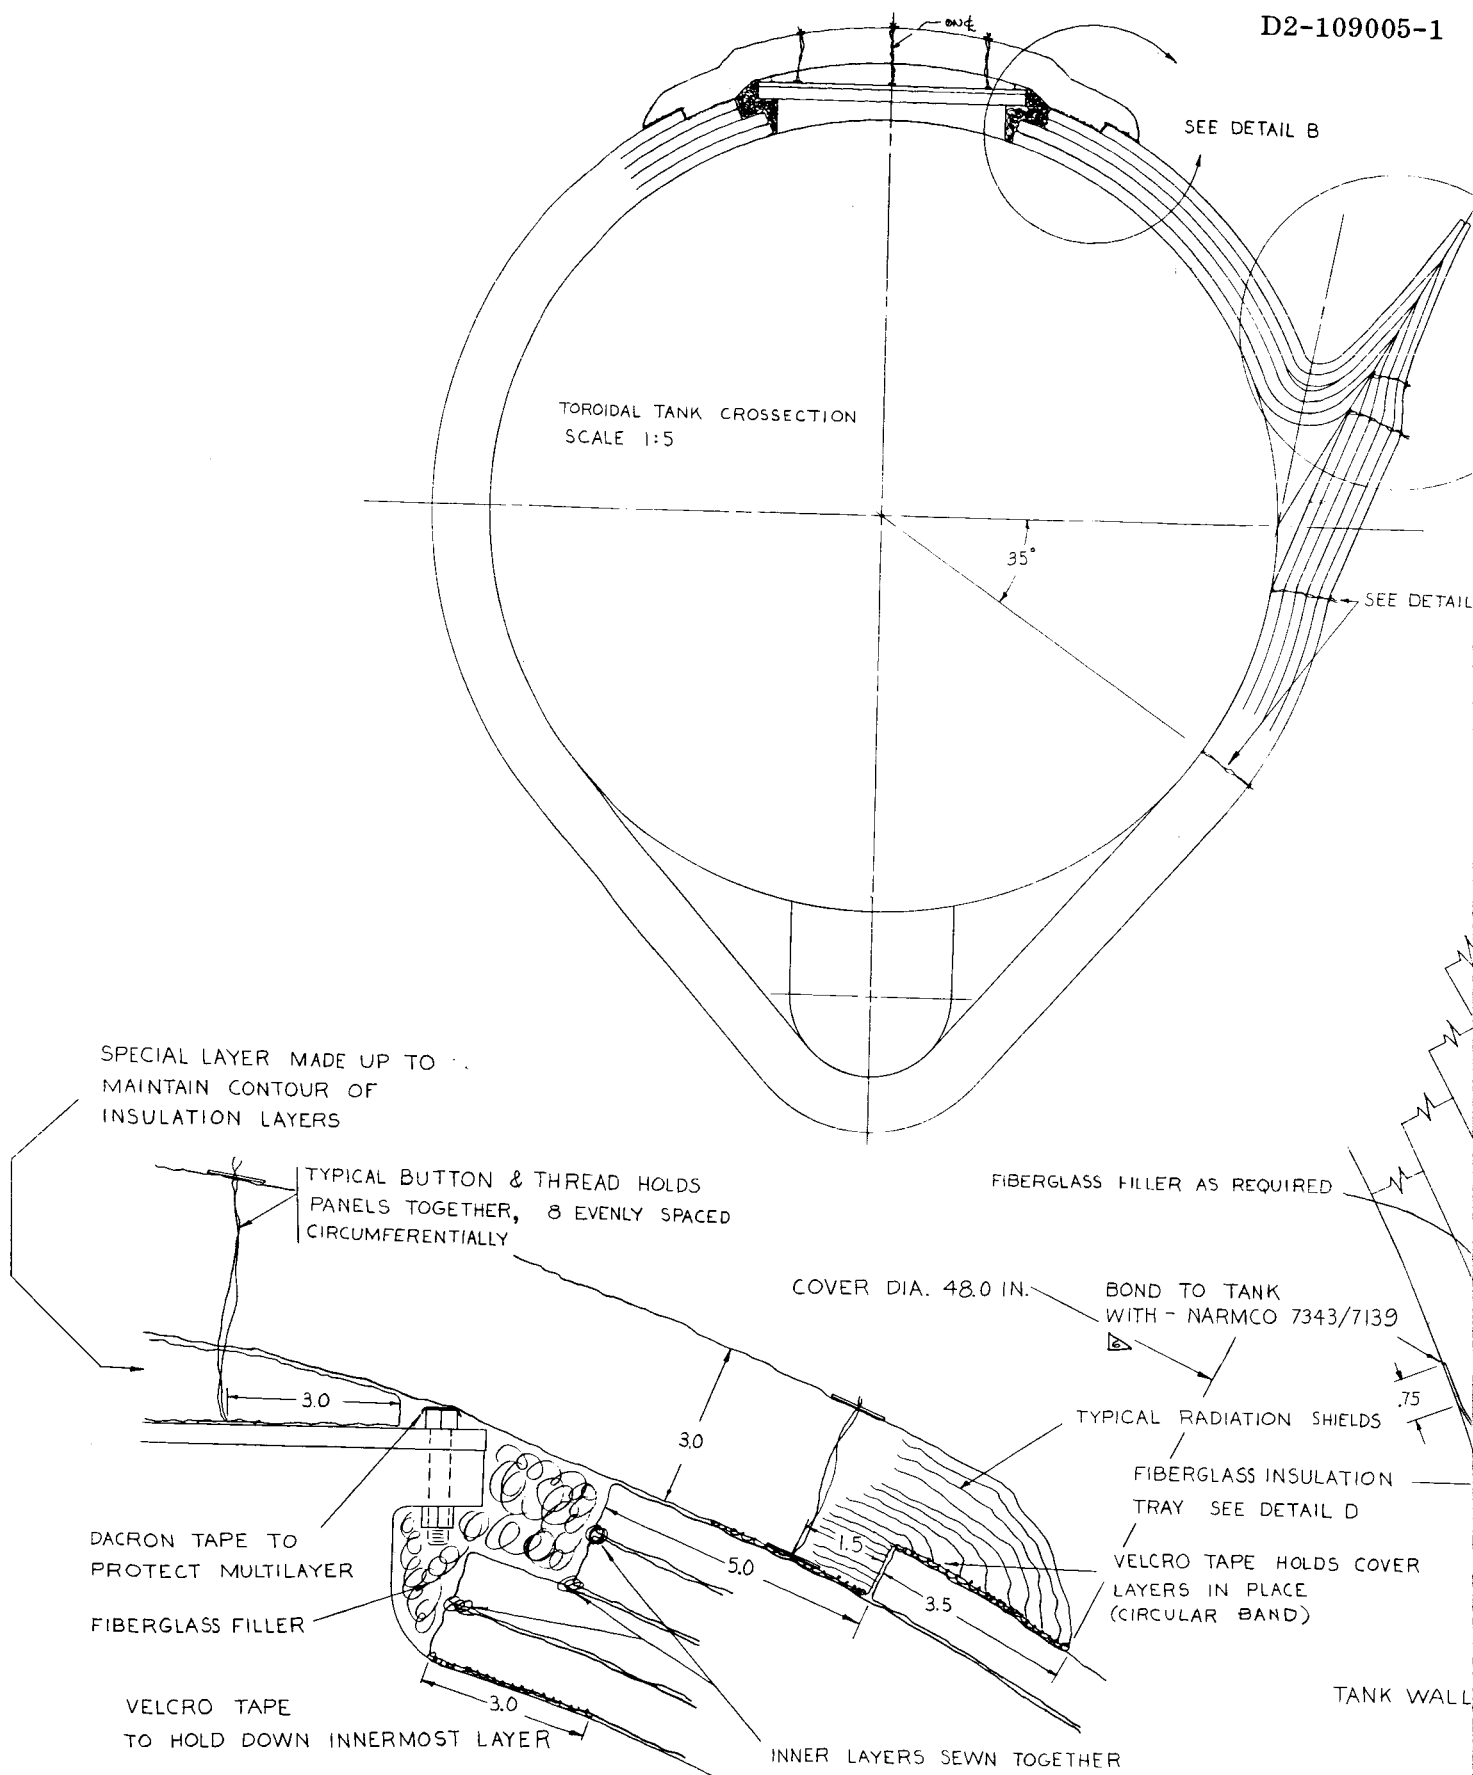 D2-109005-1
SEE DETAIL B
TOROIDAL TANK CROSSECTION
SCALE 1:5
35°
SEE DETAIL
SPECIAL LAYER MADE UP TO
MAINTAIN CONTOUR OF
INSULATION LAYERS
TYPICAL BUTTON & THREAD HOLDS
PANELS TOGETHER, 8 EVENLY SPACED
CIRCUMFERENTIALLY
FIBERGLASS FILLER AS REQUIRED
COVER DIA. 48.0 IN.
BOND TO TANK
WITH - NARMCO 7343/7139
6
.75
3.0
3.0
TYPICAL RADIATION SHIELDS
FIBERGLASS INSULATION
TRAY SEE DETAIL D
DACRON TAPE TO
PROTECT MULTILAYER
1.5
5.0
3.5
VELCRO TAPE HOLDS COVER
LAYERS IN PLACE
(CIRCULAR BAND)
FIBERGLASS FILLER
3.0
VELCRO TAPE
TO HOLD DOWN INNERMOST LAYER
TANK WALL
INNER LAYERS SEWN TOGETHER